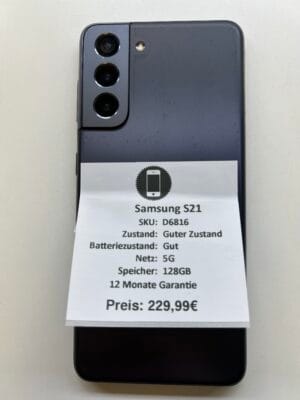 Samsung S21
SKU: D6816
Zustand: Guter Zustand
Batteriezustand: Gut
Netz: 5G
Speicher: 128GB
12 Monate Garantie
Preis: 229,99€